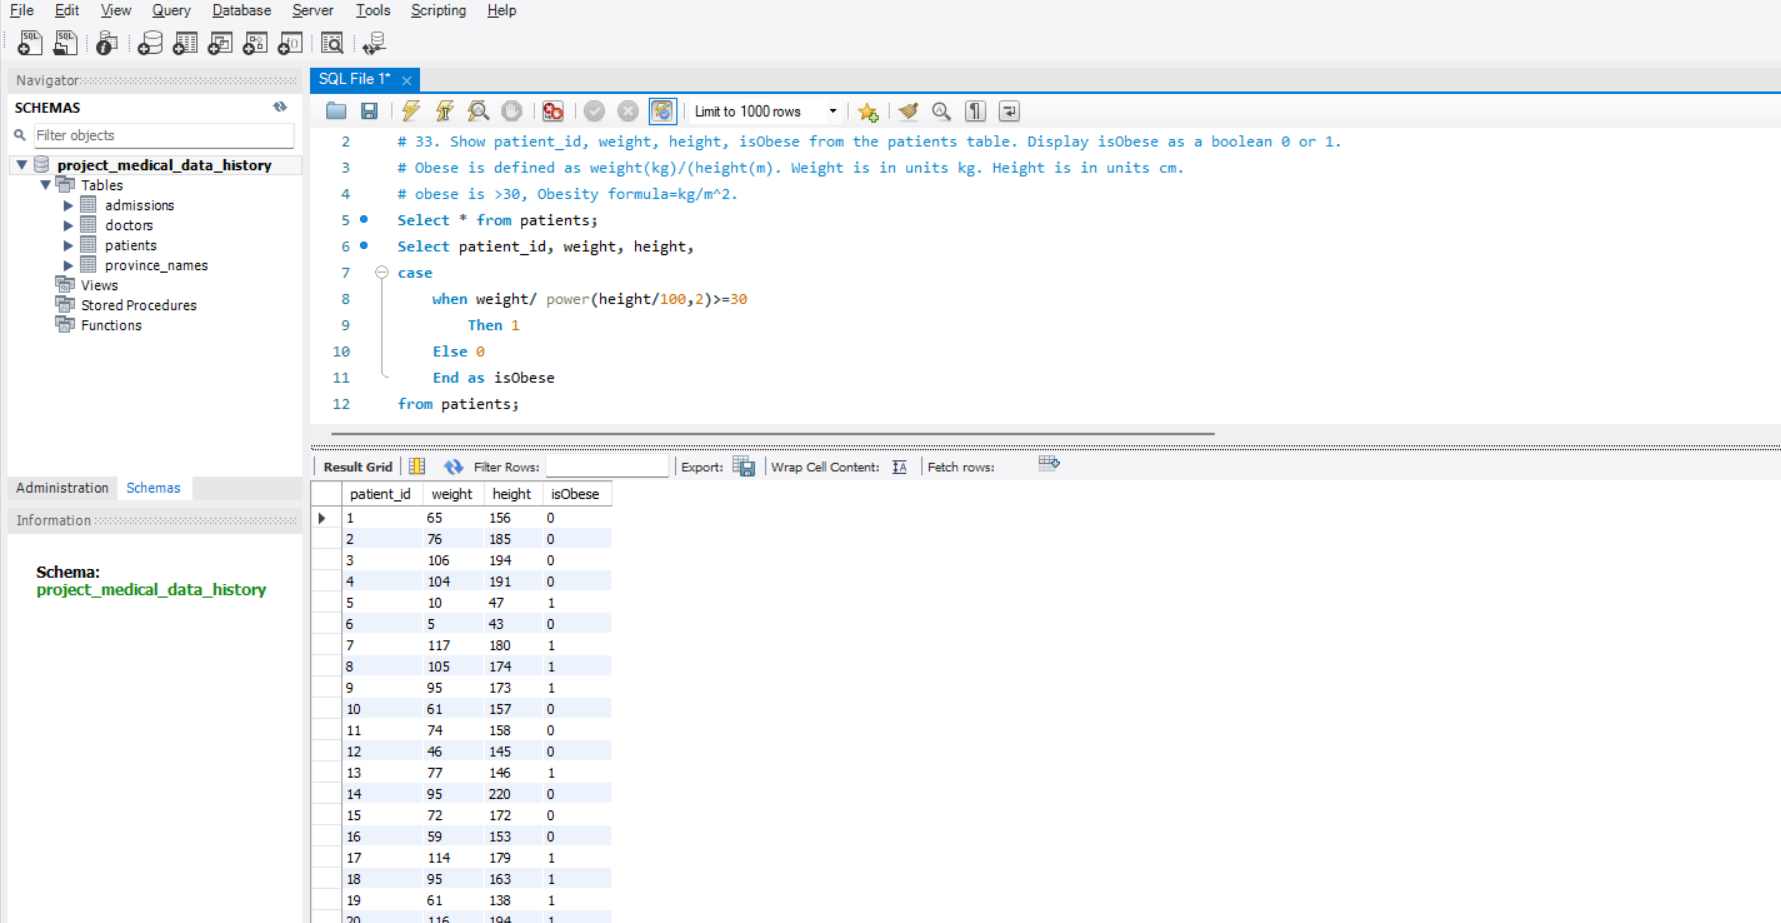 File Edit View Query Database Server Tools Scripting Help
Navigator
SCHEMAS
Filter objects
project_medical_data_history
Tables
admissions
doctors
patients
province_names
Views
Stored Procedures
Functions
Administration Schemas
Information
Schema:
project_medical_data_history
SQL File 1* ×
Limit to 1000 rows
2 # 33. Show patient_id, weight, height, isObese from the patients table. Display isObese as a boolean 0 or 1.
3 # Obese is defined as weight(kg)/(height(m). Weight is in units kg. Height is in units cm.
4 # obese is >30, Obesity formula=kg/m^2.
5 Select * from patients;
6 Select patient_id, weight, height,
7 case
8 when weight/ power(height/100,2)>=30
9 Then 1
10 Else 0
11 End as isObese
12 from patients;
Result Grid Filter Rows: Export: Wrap Cell Content: Fetch rows:
patient_id weight height isObese
1 65 156 0
2 76 185 0
3 106 194 0
4 104 191 0
5 10 47 1
6 5 43 0
7 117 180 1
8 105 174 1
9 95 173 1
10 61 157 0
11 74 158 0
12 46 145 0
13 77 146 1
14 95 220 0
15 72 172 0
16 59 153 0
17 114 179 1
18 95 163 1
19 61 138 1
20 116 194 1